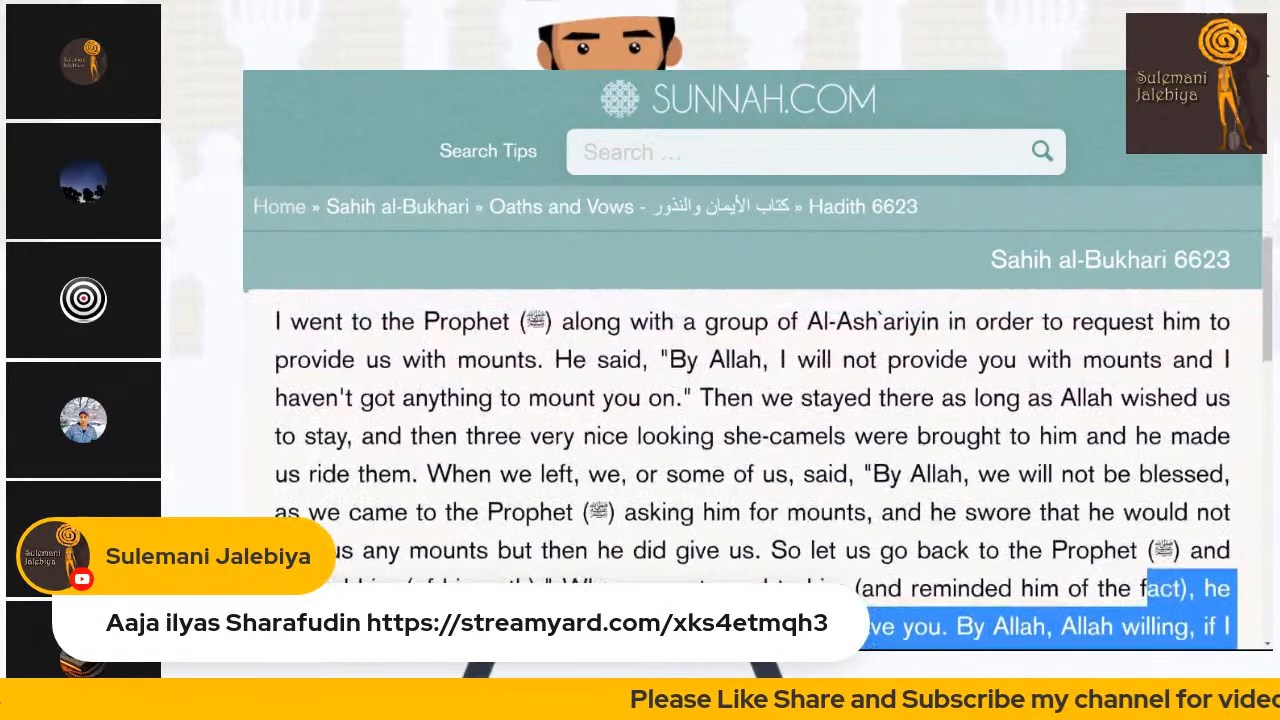 Sulemani
Jalebiya
SUNNAH.COM
Search Tips
Search ...
Home » Sahih al-Bukhari » Oaths and Vows - كتاب الأيمان والنذور » Hadith 6623
Sahih al-Bukhari 6623
I went to the Prophet (ﷺ) along with a group of Al-Ash`ariyin in order to request him to
provide us with mounts. He said, "By Allah, I will not provide you with mounts and I
haven't got anything to mount you on." Then we stayed there as long as Allah wished us
to stay, and then three very nice looking she-camels were brought to him and he made
us ride them. When we left, we, or some of us, said, "By Allah, we will not be blessed,
as we came to the Prophet (ﷺ) asking him for mounts, and he swore that he would not
us any mounts but then he did give us. So let us go back to the Prophet (ﷺ) and
(and reminded him of the fact), he
ve you. By Allah, Allah willing, if I
Sulemani Jalebiya
Aaja ilyas Sharafudin https://streamyard.com/xks4etmqh3
Please Like Share and Subscribe my channel for vide